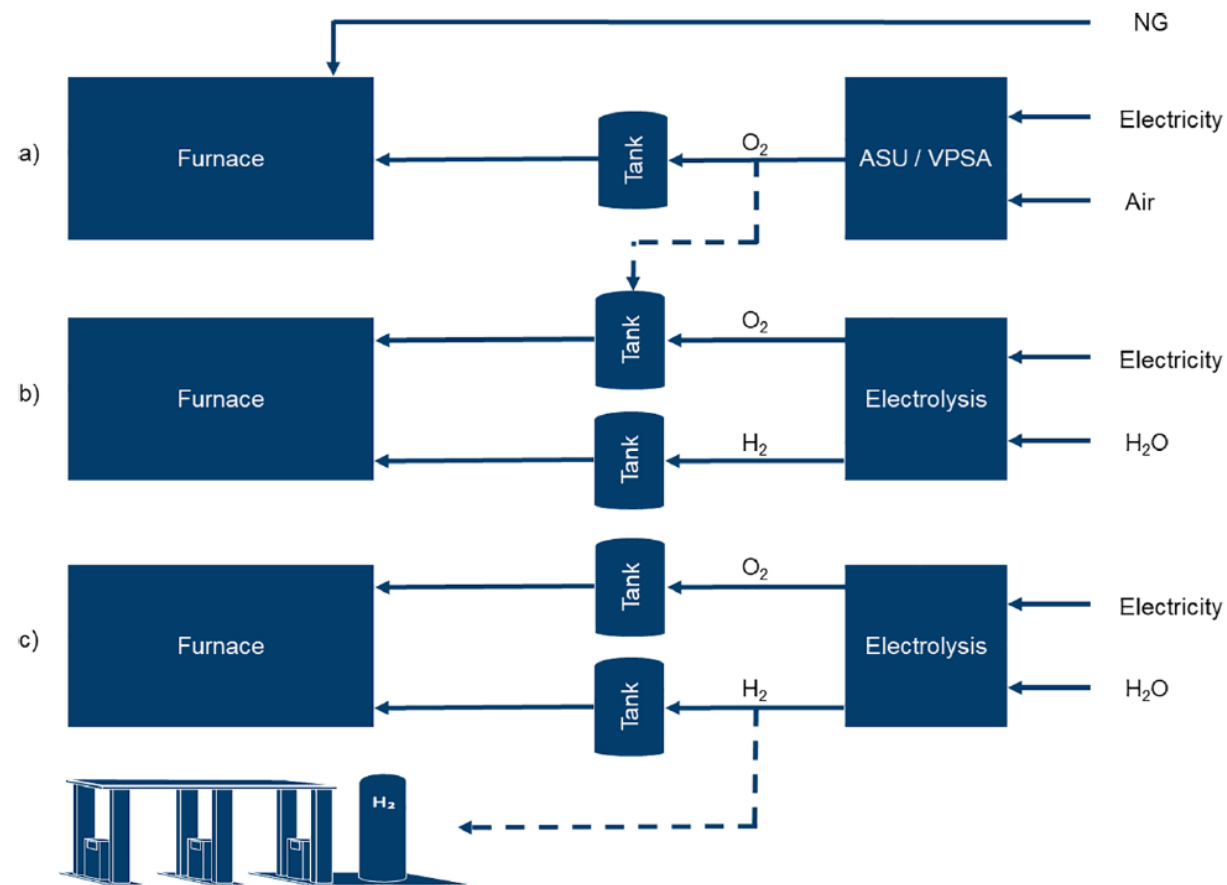 NG
a)
Furnace
Tank
O₂
ASU / VPSA
Electricity
Air
b)
Furnace
Tank
O₂
Tank
H₂
Electrolysis
Electricity
H₂O
c)
Furnace
Tank
O₂
Tank
H₂
Electrolysis
Electricity
H₂O
H₂